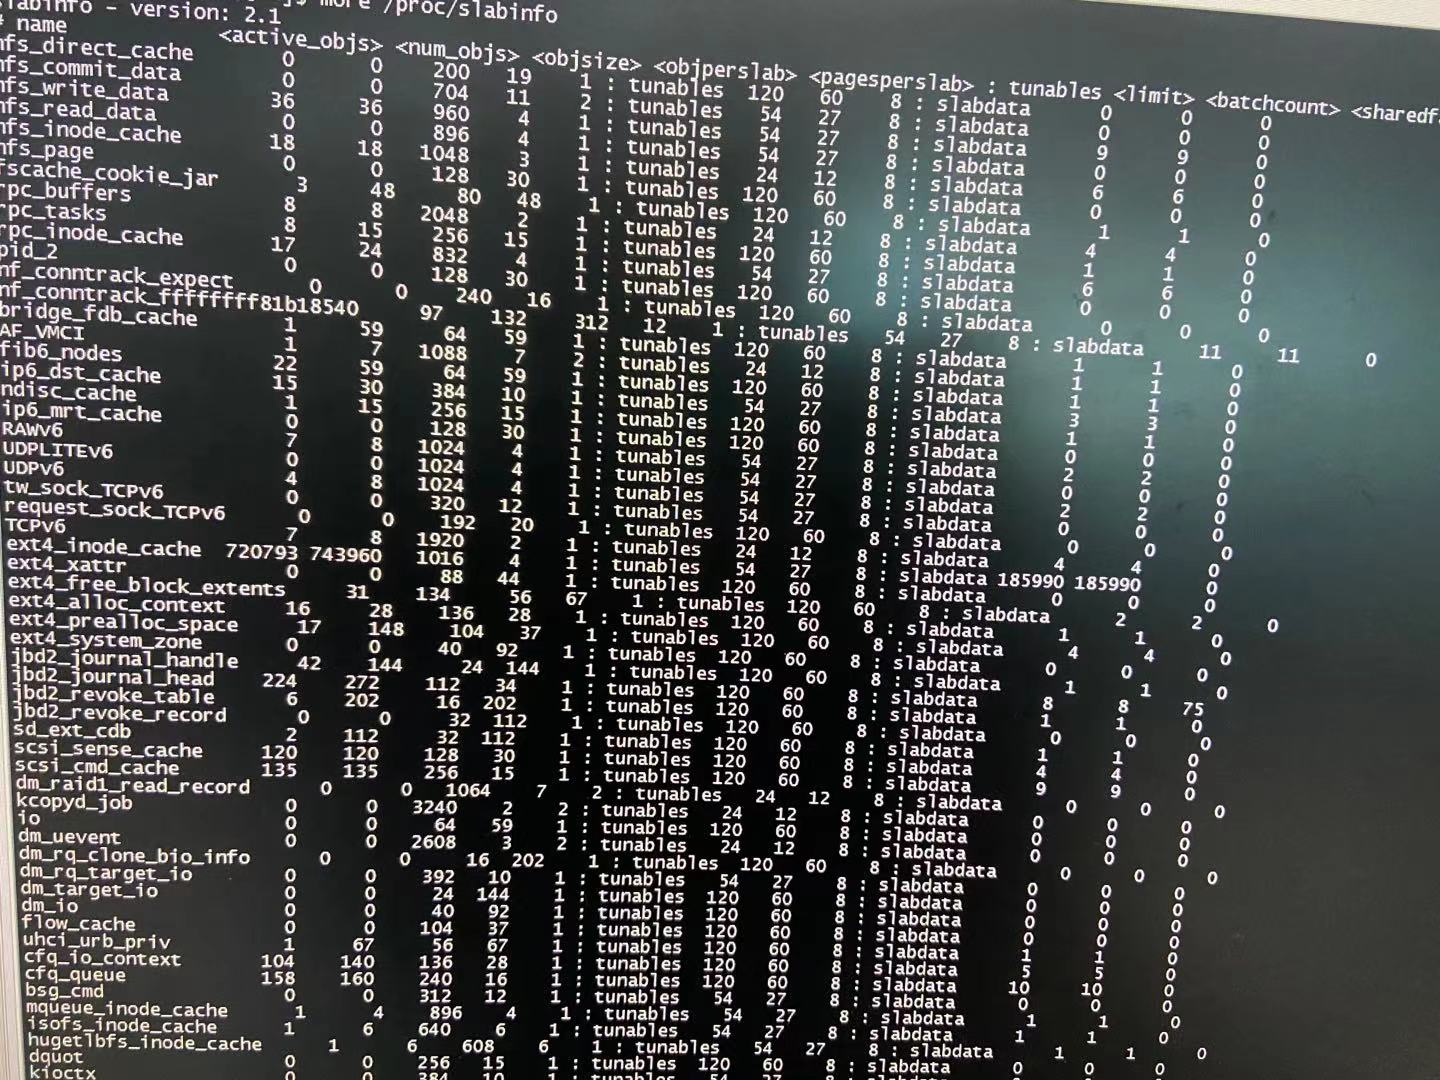 slabinfo - version: 2.1
more /proc/slabinfo
# name <active_objs> <num_objs> <objsize> <objperslab> <pagesperslab> : tunables <limit> <batchcount> <sharedf
nfs_direct_cache 0 0 200 19 1 : tunables 120 60 8 : slabdata 0 0 0
nfs_commit_data 0 0 704 11 2 : tunables 54 27 8 : slabdata 0 0 0
nfs_write_data 36 36 960 4 1 : tunables 54 27 8 : slabdata 9 9 0
nfs_read_data 0 0 896 4 1 : tunables 54 27 8 : slabdata 0 0 0
nfs_inode_cache 18 18 1048 3 1 : tunables 24 12 8 : slabdata 6 6 0
nfs_page 0 0 128 30 1 : tunables 120 60 8 : slabdata 0 0 0
fscache_cookie_jar 3 48 80 48 1 : tunables 120 60 8 : slabdata 1 1 0
rpc_buffers 8 8 2048 2 1 : tunables 24 12 8 : slabdata 4 4 0
rpc_tasks 8 15 256 15 1 : tunables 120 60 8 : slabdata 1 1 0
rpc_inode_cache 17 24 832 4 1 : tunables 54 27 8 : slabdata 6 6 0
pid_2 0 0 128 30 1 : tunables 120 60 8 : slabdata 0 0 0
nf_conntrack_expect 0 0 240 16 1 : tunables 120 60 8 : slabdata 0 0 0
nf_conntrack_ffffffff81b18540 97 132 312 12 1 : tunables 54 27 8 : slabdata 11 11 0
bridge_fdb_cache 1 59 64 59 1 : tunables 120 60 8 : slabdata 1 1 0
AF_VMCI 1 7 1088 7 2 : tunables 24 12 8 : slabdata 1 1 0
fib6_nodes 22 59 64 59 1 : tunables 120 60 8 : slabdata 1 1 0
ip6_dst_cache 15 30 384 10 1 : tunables 54 27 8 : slabdata 3 3 0
ndisc_cache 1 15 256 15 1 : tunables 120 60 8 : slabdata 1 1 0
ip6_mrt_cache 0 0 128 30 1 : tunables 120 60 8 : slabdata 0 0 0
RAWv6 7 8 1024 4 1 : tunables 54 27 8 : slabdata 2 2 0
UDPLITEv6 0 0 1024 4 1 : tunables 54 27 8 : slabdata 0 0 0
UDPv6 4 8 1024 4 1 : tunables 54 27 8 : slabdata 2 2 0
tw_sock_TCPv6 0 0 320 12 1 : tunables 54 27 8 : slabdata 0 0 0
request_sock_TCPv6 0 0 192 20 1 : tunables 120 60 8 : slabdata 0 0 0
TCPv6 7 8 1920 2 1 : tunables 24 12 8 : slabdata 4 4 0
ext4_inode_cache 720793 743960 1016 4 1 : tunables 54 27 8 : slabdata 185990 185990 0
ext4_xattr 0 0 88 44 1 : tunables 120 60 8 : slabdata 0 0 0
ext4_free_block_extents 31 134 56 67 1 : tunables 120 60 8 : slabdata 2 2 0
ext4_alloc_context 16 28 136 28 1 : tunables 120 60 8 : slabdata 1 1 0
ext4_prealloc_space 17 148 104 37 1 : tunables 120 60 8 : slabdata 4 4 0
ext4_system_zone 0 0 40 92 1 : tunables 120 60 8 : slabdata 0 0 0
jbd2_journal_handle 42 144 24 144 1 : tunables 120 60 8 : slabdata 1 1 0
jbd2_journal_head 224 272 112 34 1 : tunables 120 60 8 : slabdata 8 8 75
jbd2_revoke_table 6 202 16 202 1 : tunables 120 60 8 : slabdata 1 1 0
jbd2_revoke_record 0 0 32 112 1 : tunables 120 60 8 : slabdata 0 0 0
sd_ext_cdb 2 112 32 112 1 : tunables 120 60 8 : slabdata 1 1 0
scsi_sense_cache 120 120 128 30 1 : tunables 120 60 8 : slabdata 4 4 0
scsi_cmd_cache 135 135 256 15 1 : tunables 120 60 8 : slabdata 9 9 0
dm_raid1_read_record 0 0 1064 7 2 : tunables 24 12 8 : slabdata 0 0 0
kcopyd_job 0 0 3240 2 2 : tunables 24 12 8 : slabdata 0 0 0
io 0 0 64 59 1 : tunables 120 60 8 : slabdata 0 0 0
dm_uevent 0 0 2608 3 2 : tunables 24 12 8 : slabdata 0 0 0
dm_rq_clone_bio_info 0 0 16 202 1 : tunables 120 60 8 : slabdata 0 0 0
dm_rq_target_io 0 0 392 10 1 : tunables 54 27 8 : slabdata 0 0 0
dm_target_io 0 0 24 144 1 : tunables 120 60 8 : slabdata 0 0 0
dm_io 0 0 40 92 1 : tunables 120 60 8 : slabdata 0 0 0
flow_cache 0 0 104 37 1 : tunables 120 60 8 : slabdata 0 0 0
uhci_urb_priv 1 67 56 67 1 : tunables 120 60 8 : slabdata 1 1 0
cfq_io_context 104 140 136 28 1 : tunables 120 60 8 : slabdata 5 5 0
cfq_queue 158 160 240 16 1 : tunables 120 60 8 : slabdata 10 10 0
bsg_cmd 0 0 312 12 1 : tunables 54 27 8 : slabdata 0 0 0
mqueue_inode_cache 1 4 896 4 1 : tunables 54 27 8 : slabdata 1 1 0
isofs_inode_cache 1 6 640 6 1 : tunables 54 27 8 : slabdata 1 1 0
hugetlbfs_inode_cache 1 6 608 6 1 : tunables 54 27 8 : slabdata 1 1 0
dquot 0 0 256 15 1 : tunables 120 60 8 : slabdata 0 0 0
kioctx 0 0 384 10 1 : tunables